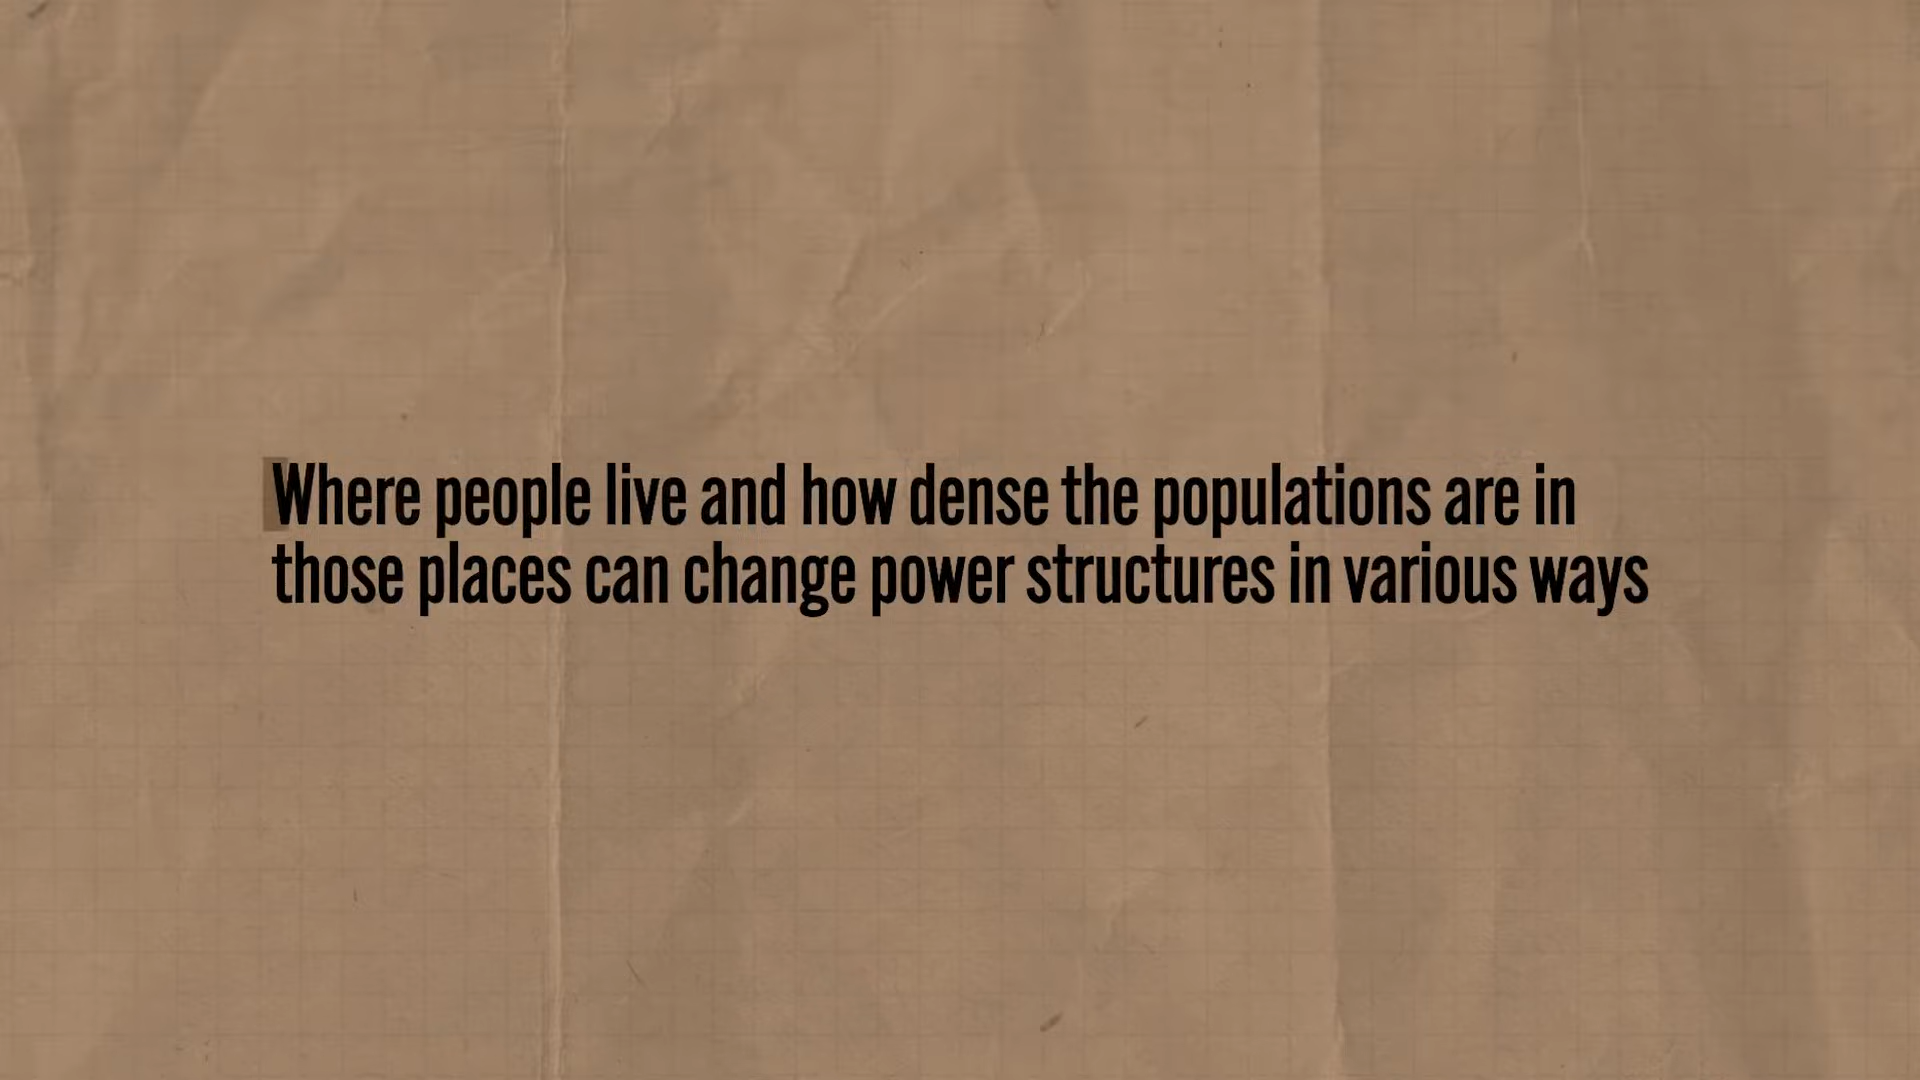 Where people live and how dense the populations are in
those places can change power structures in various ways